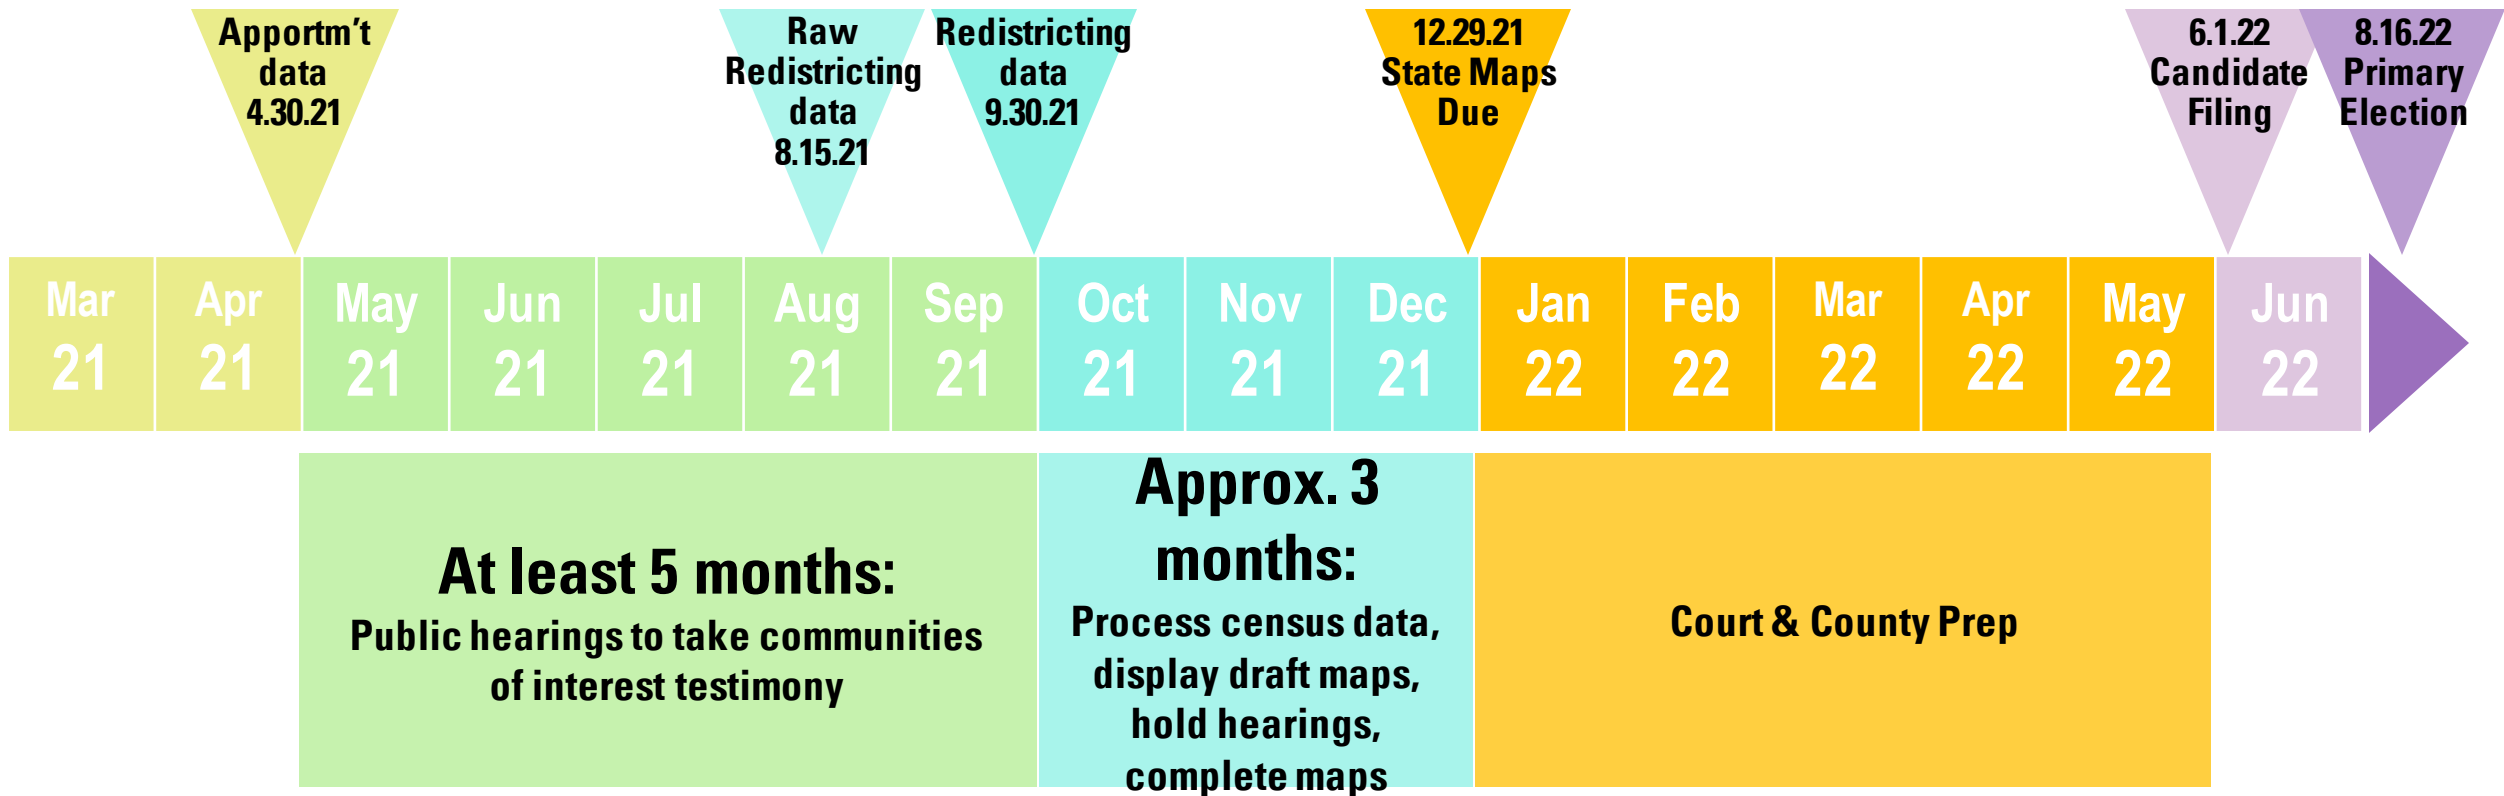 Apportm't
data
4.30.21
Raw
Redistricting
data
8.15.21
Redistricting
data
9.30.21
12.29.21
State Maps
Due
6.1.22
Candidate
Filing
8.16.22
Primary
Election
Mar
21
Apr
21
May
21
Jun
21
Jul
21
Aug
21
Sep
21
Oct
21
Nov
21
Dec
21
Jan
22
Feb
22
Mar
22
Apr
22
May
22
Jun
22
At least 5 months:
Public hearings to take communities
of interest testimony
Approx. 3
months:
Process census data,
display draft maps,
hold hearings,
complete maps
Court & County Prep